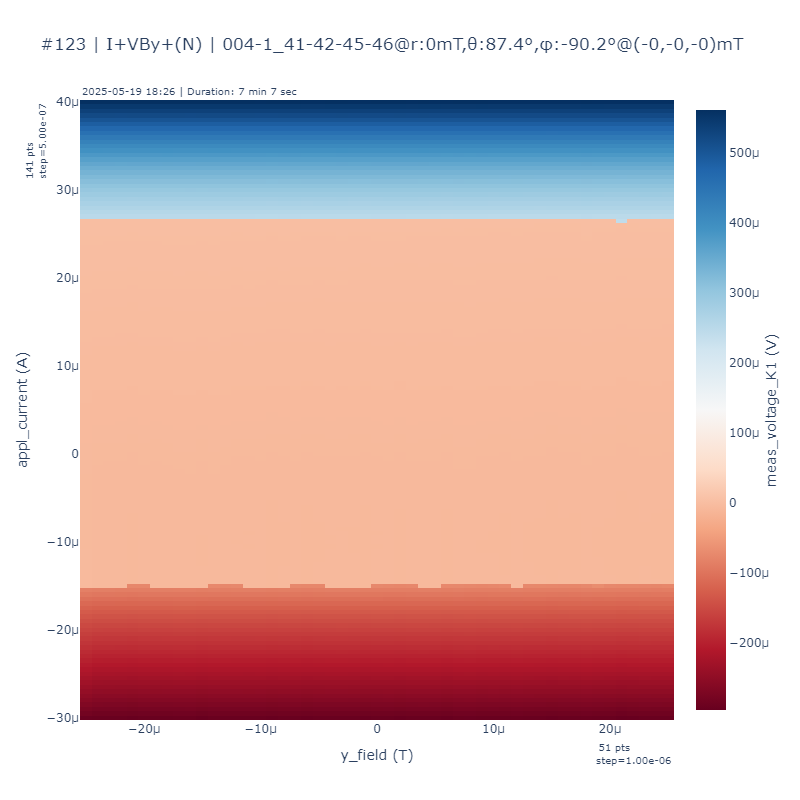 #123 | I+VBy+(N) | 004-1_41-42-45-46@r:0mT,θ:87.4°,φ:-90.2°@(-0,-0,-0)mT
2025-05-19 18:26 | Duration: 7 min 7 sec
141 pts
step=5.00e-07
appl_current (A)
40μ
30μ
20μ
10μ
0
−10μ
−20μ
−30μ
−20μ
−10μ
0
10μ
20μ
y_field (T)
51 pts
step=1.00e-06
500μ
400μ
300μ
200μ
100μ
0
−100μ
−200μ
meas_voltage_K1 (V)